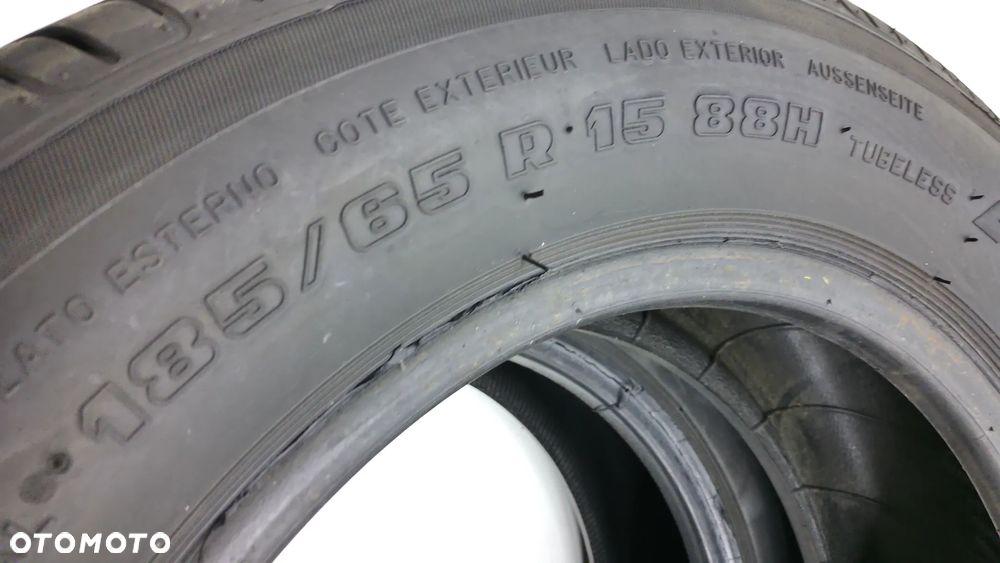 LATO ESTERNO COTE EXTERIEUR LADO EXTERIOR AUSSENSEITE
185/65 R 15 88H TUBELESS
OTOMOTO